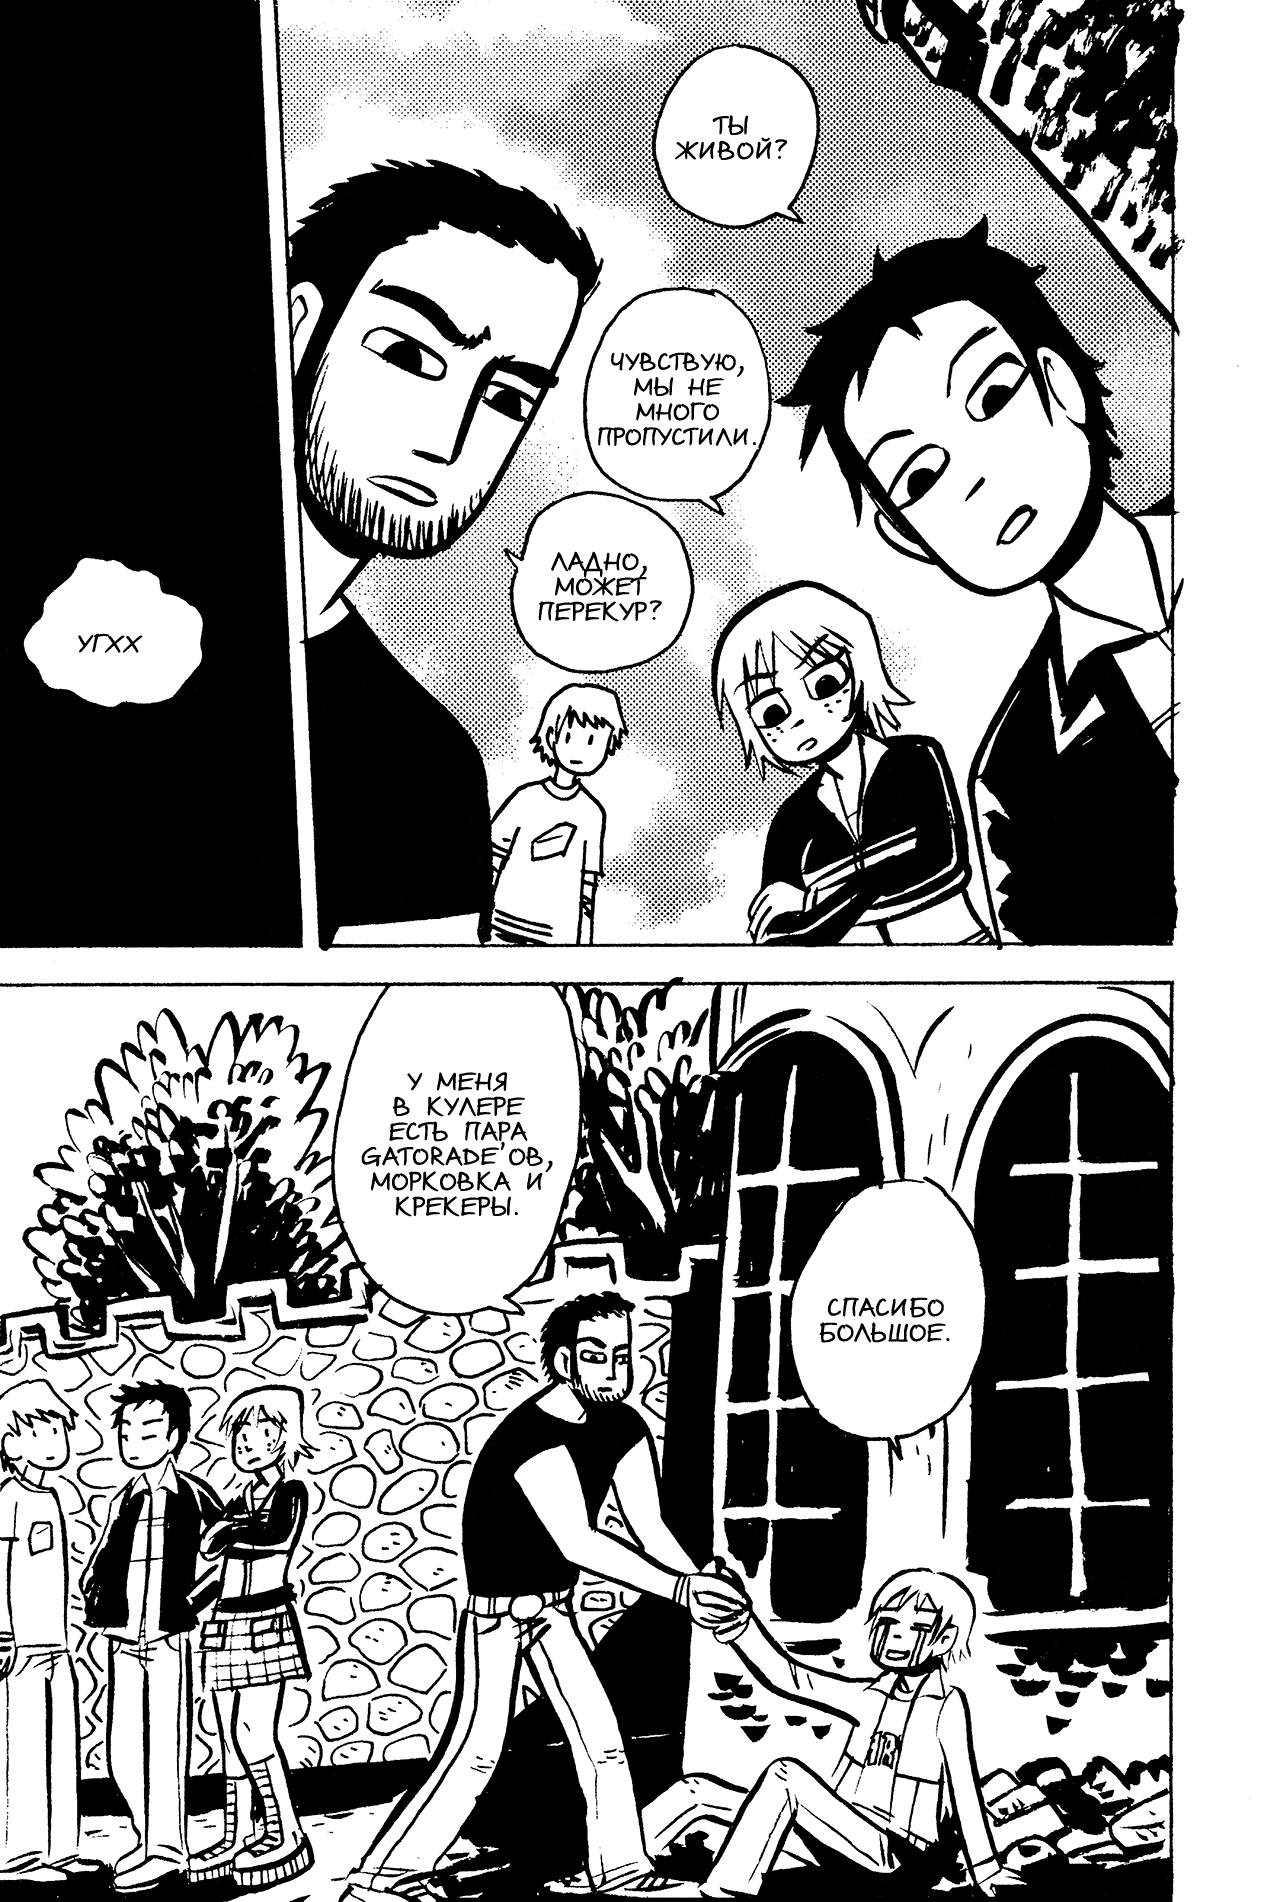 УГХХ
ТЫ
ЖИВОЙ?
ЧУВСТВУЮ,
МЫ НЕ
МНОГО
ПРОПУСТИЛИ.
ЛАДНО,
МОЖЕТ
ПЕРЕКУР?
У МЕНЯ
В КУЛЕРЕ
ЕСТЬ ПАРА
GATORADE'ОВ,
МОРКОВКА И
КРЕКЕРЫ.
СПАСИБО
БОЛЬШОЕ.